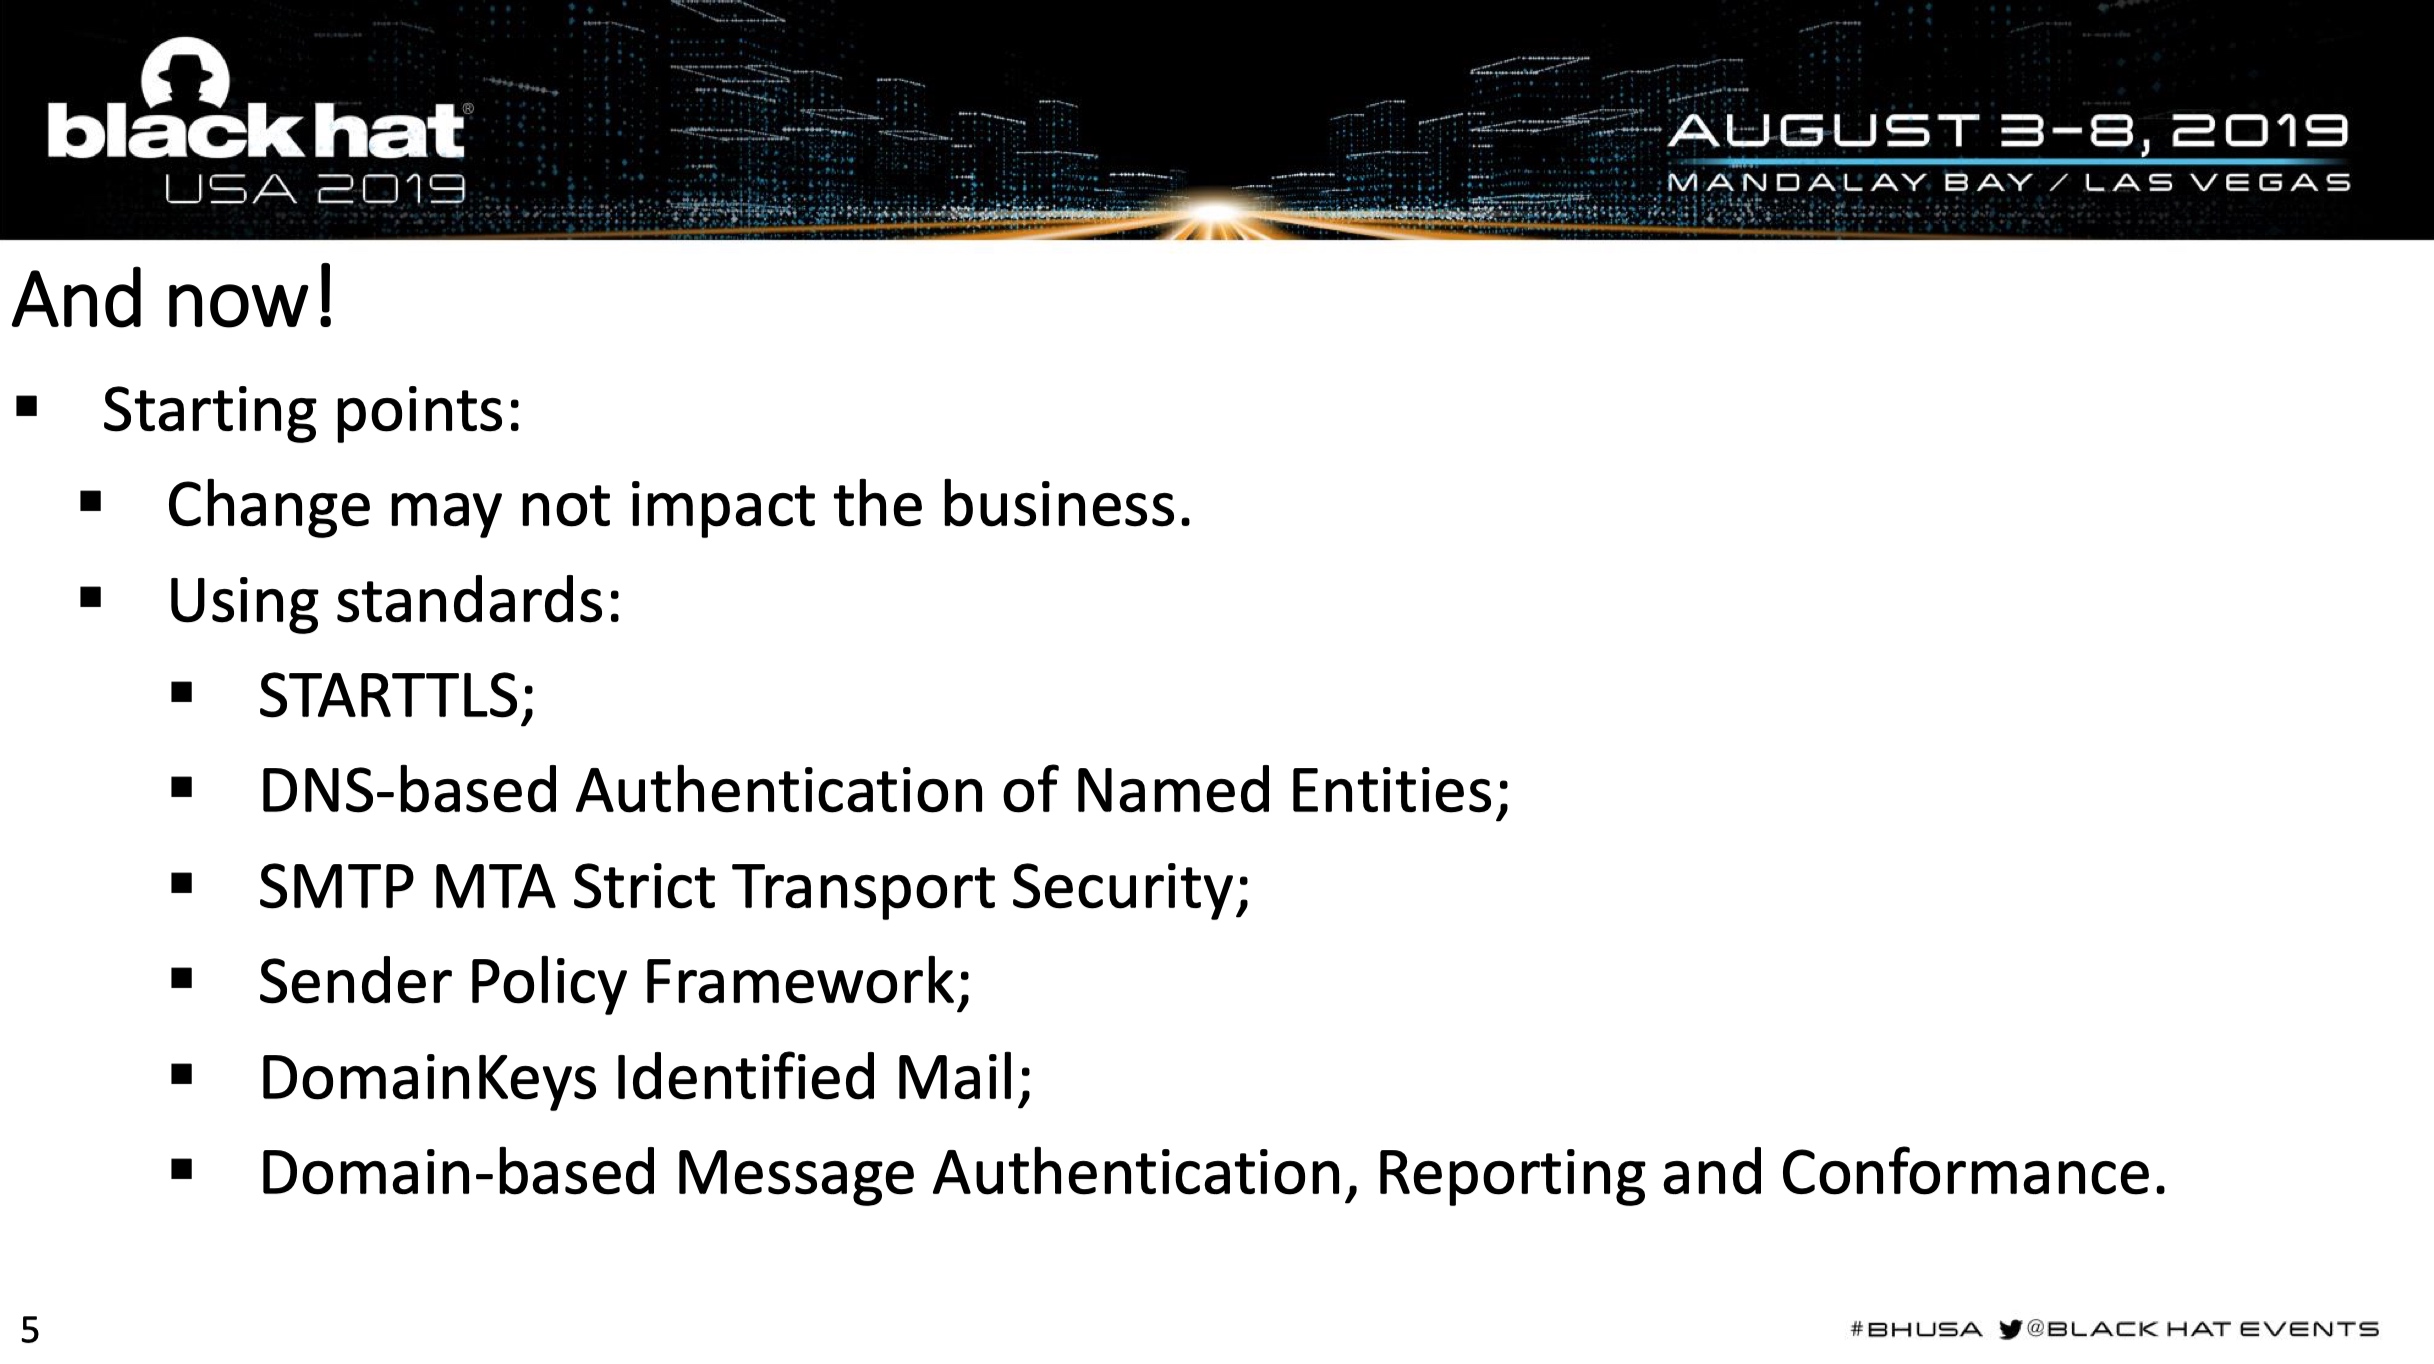 black hat®
USA 2019
AUGUST 3-8, 2019
MANDALAY BAY / LAS VEGAS
And now!
▪ Starting points:
▪ Change may not impact the business.
▪ Using standards:
▪ STARTTLS;
▪ DNS-based Authentication of Named Entities;
▪ SMTP MTA Strict Transport Security;
▪ Sender Policy Framework;
▪ DomainKeys Identified Mail;
▪ Domain-based Message Authentication, Reporting and Conformance.
5
#BHUSA @BLACK HAT EVENTS